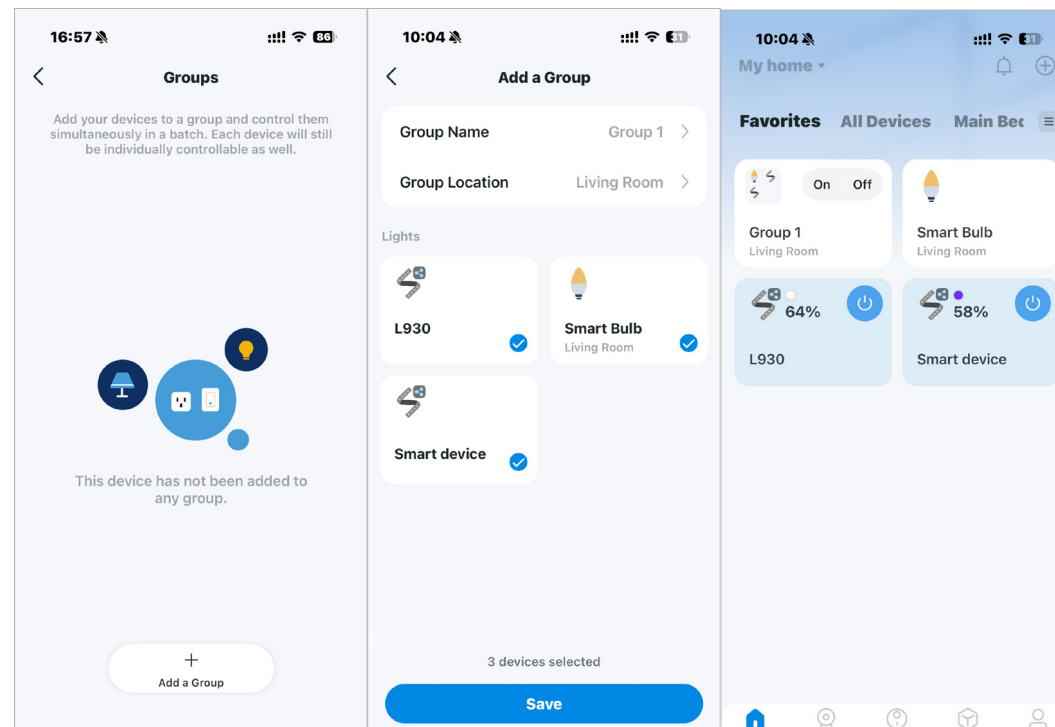 16:57
86
Groups
Add your devices to a group and control them
simultaneously in a batch. Each device will still
be individually controllable as well.
This device has not been added to
any group.
+
Add a Group
10:04
31
Add a Group
Group Name
Group 1
Group Location
Living Room
Lights
L930
Smart Bulb
Living Room
Smart device
3 devices selected
Save
10:04
31
My home
Favorites
All Devices
Main Bec
On
Off
Group 1
Living Room
Smart Bulb
Living Room
64%
L930
58%
Smart device